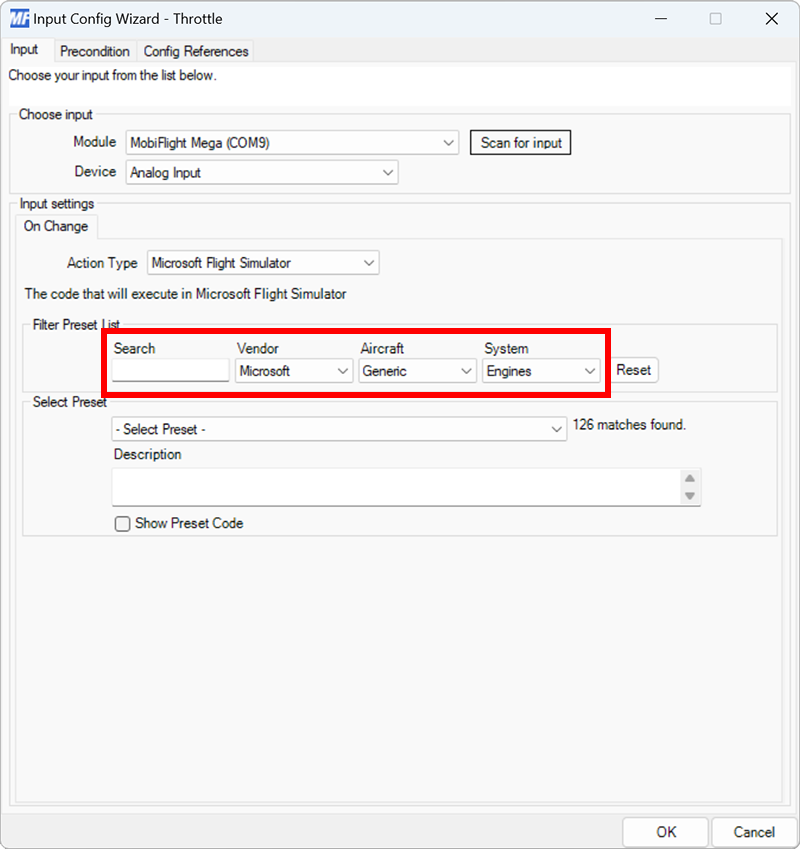 MF Input Config Wizard - Throttle
Input Precondition Config References
Choose your input from the list below.
Choose input
Module MobiFlight Mega (COM9) Scan for input
Device Analog Input
Input settings
On Change
Action Type Microsoft Flight Simulator
The code that will execute in Microsoft Flight Simulator
Filter Preset List
Search Vendor Aircraft System
Microsoft Generic Engines Reset
Select Preset
- Select Preset - 126 matches found.
Description
Show Preset Code
OK Cancel